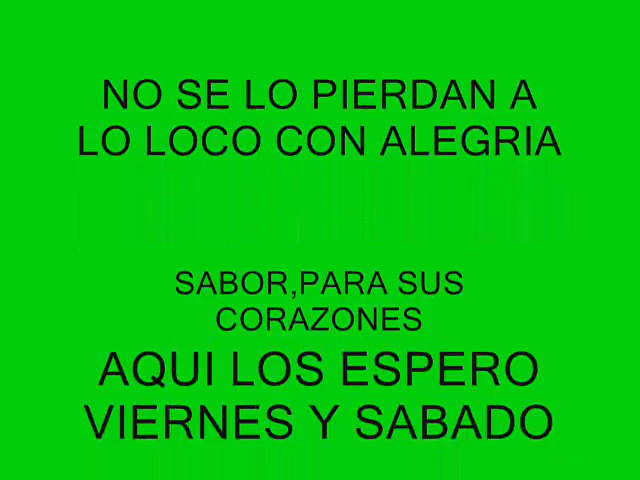 NO SE LO PIERDAN A
LO LOCO CON ALEGRIA
SABOR,PARA SUS
CORAZONES
AQUI LOS ESPERO
VIERNES Y SABADO